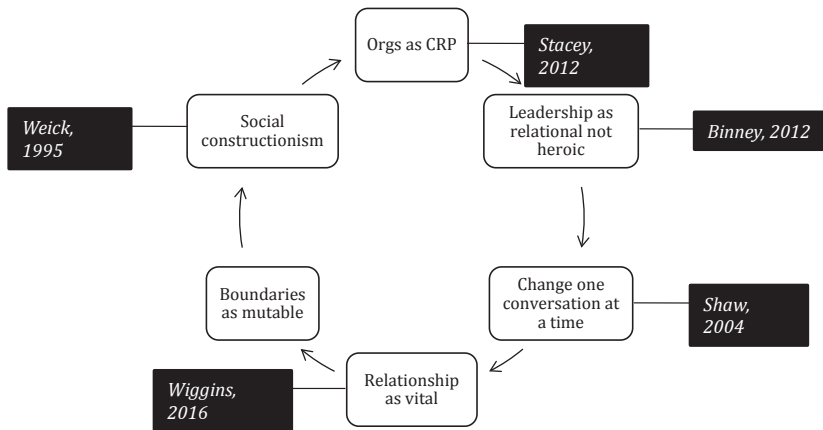 Orgs as CRP
Stacey,
2012
Leadership as
relational not
heroic
Binney, 2012
Change one
conversation at
a time
Shaw,
2004
Relationship
as vital
Wiggins,
2016
Boundaries
as mutable
Social
constructionism
Weick,
1995